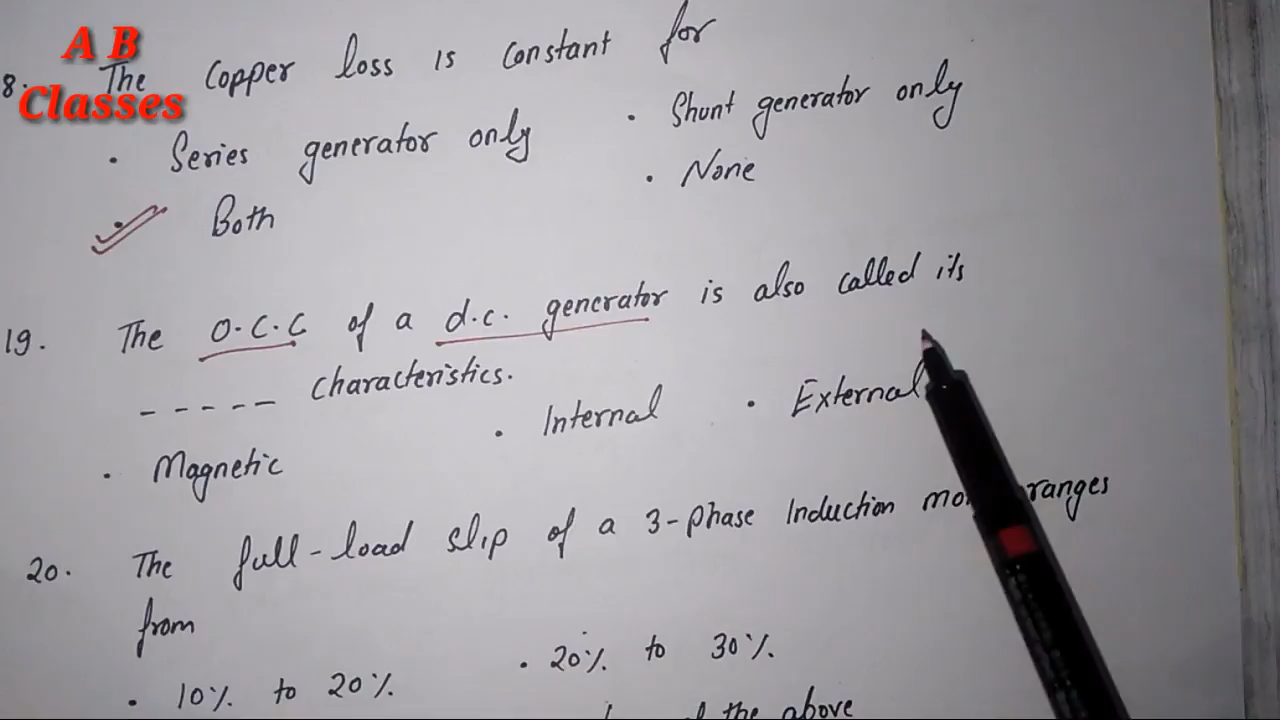 A B
Classes
8. The Copper loss is constant for
• Series generator only • Shunt generator only
• Both • None
19. The O.C.C of a d.c. generator is also called its
----- Characteristics.
• Magnetic • Internal • External
20. The full-load slip of a 3-phase Induction ranges
from
• 10% to 20% • 20% to 30%
of the above